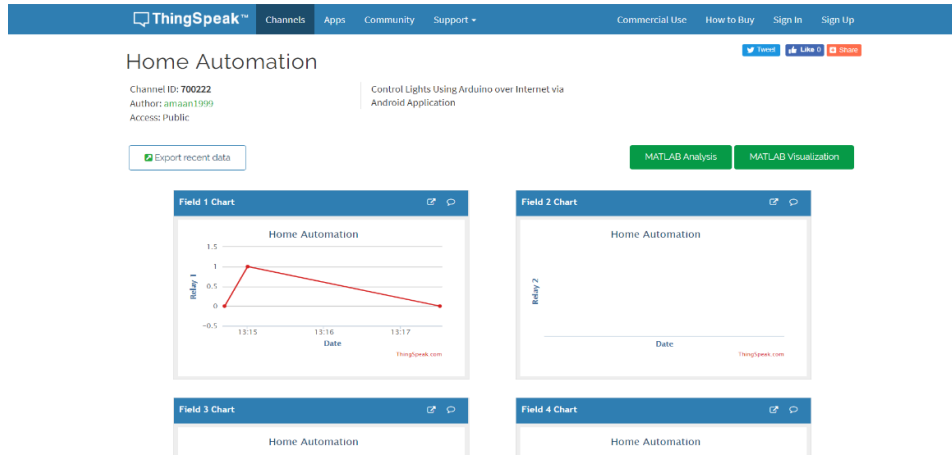 ThingSpeak™ Channels Apps Community Support Commercial Use How to Buy Sign In Sign Up
Tweet Like 0 Share
Home Automation
Channel ID: 700222
Author: amaan1999
Access: Public
Control Lights Using Arduino over Internet via
Android Application
Export recent data
MATLAB Analysis MATLAB Visualization
Field 1 Chart
Home Automation
1.5
1
0.5
0
-0.5
Relay 1
13:15 13:16 13:17
Date
ThingSpeak.com
Field 2 Chart
Home Automation
Relay 2
Date
ThingSpeak.com
Field 3 Chart
Home Automation
Field 4 Chart
Home Automation